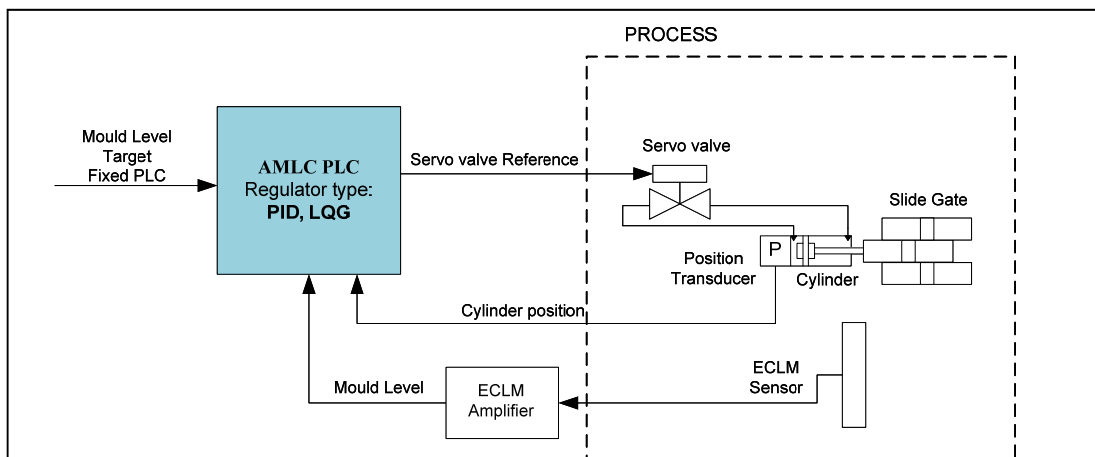 PROCESS
Mould Level
Target
Fixed PLC
AMLC PLC
Regulator type:
PID, LQG
Servo valve Reference
Servo valve
Slide Gate
P
Position
Transducer
Cylinder
Cylinder position
Mould Level
ECLM
Amplifier
ECLM
Sensor